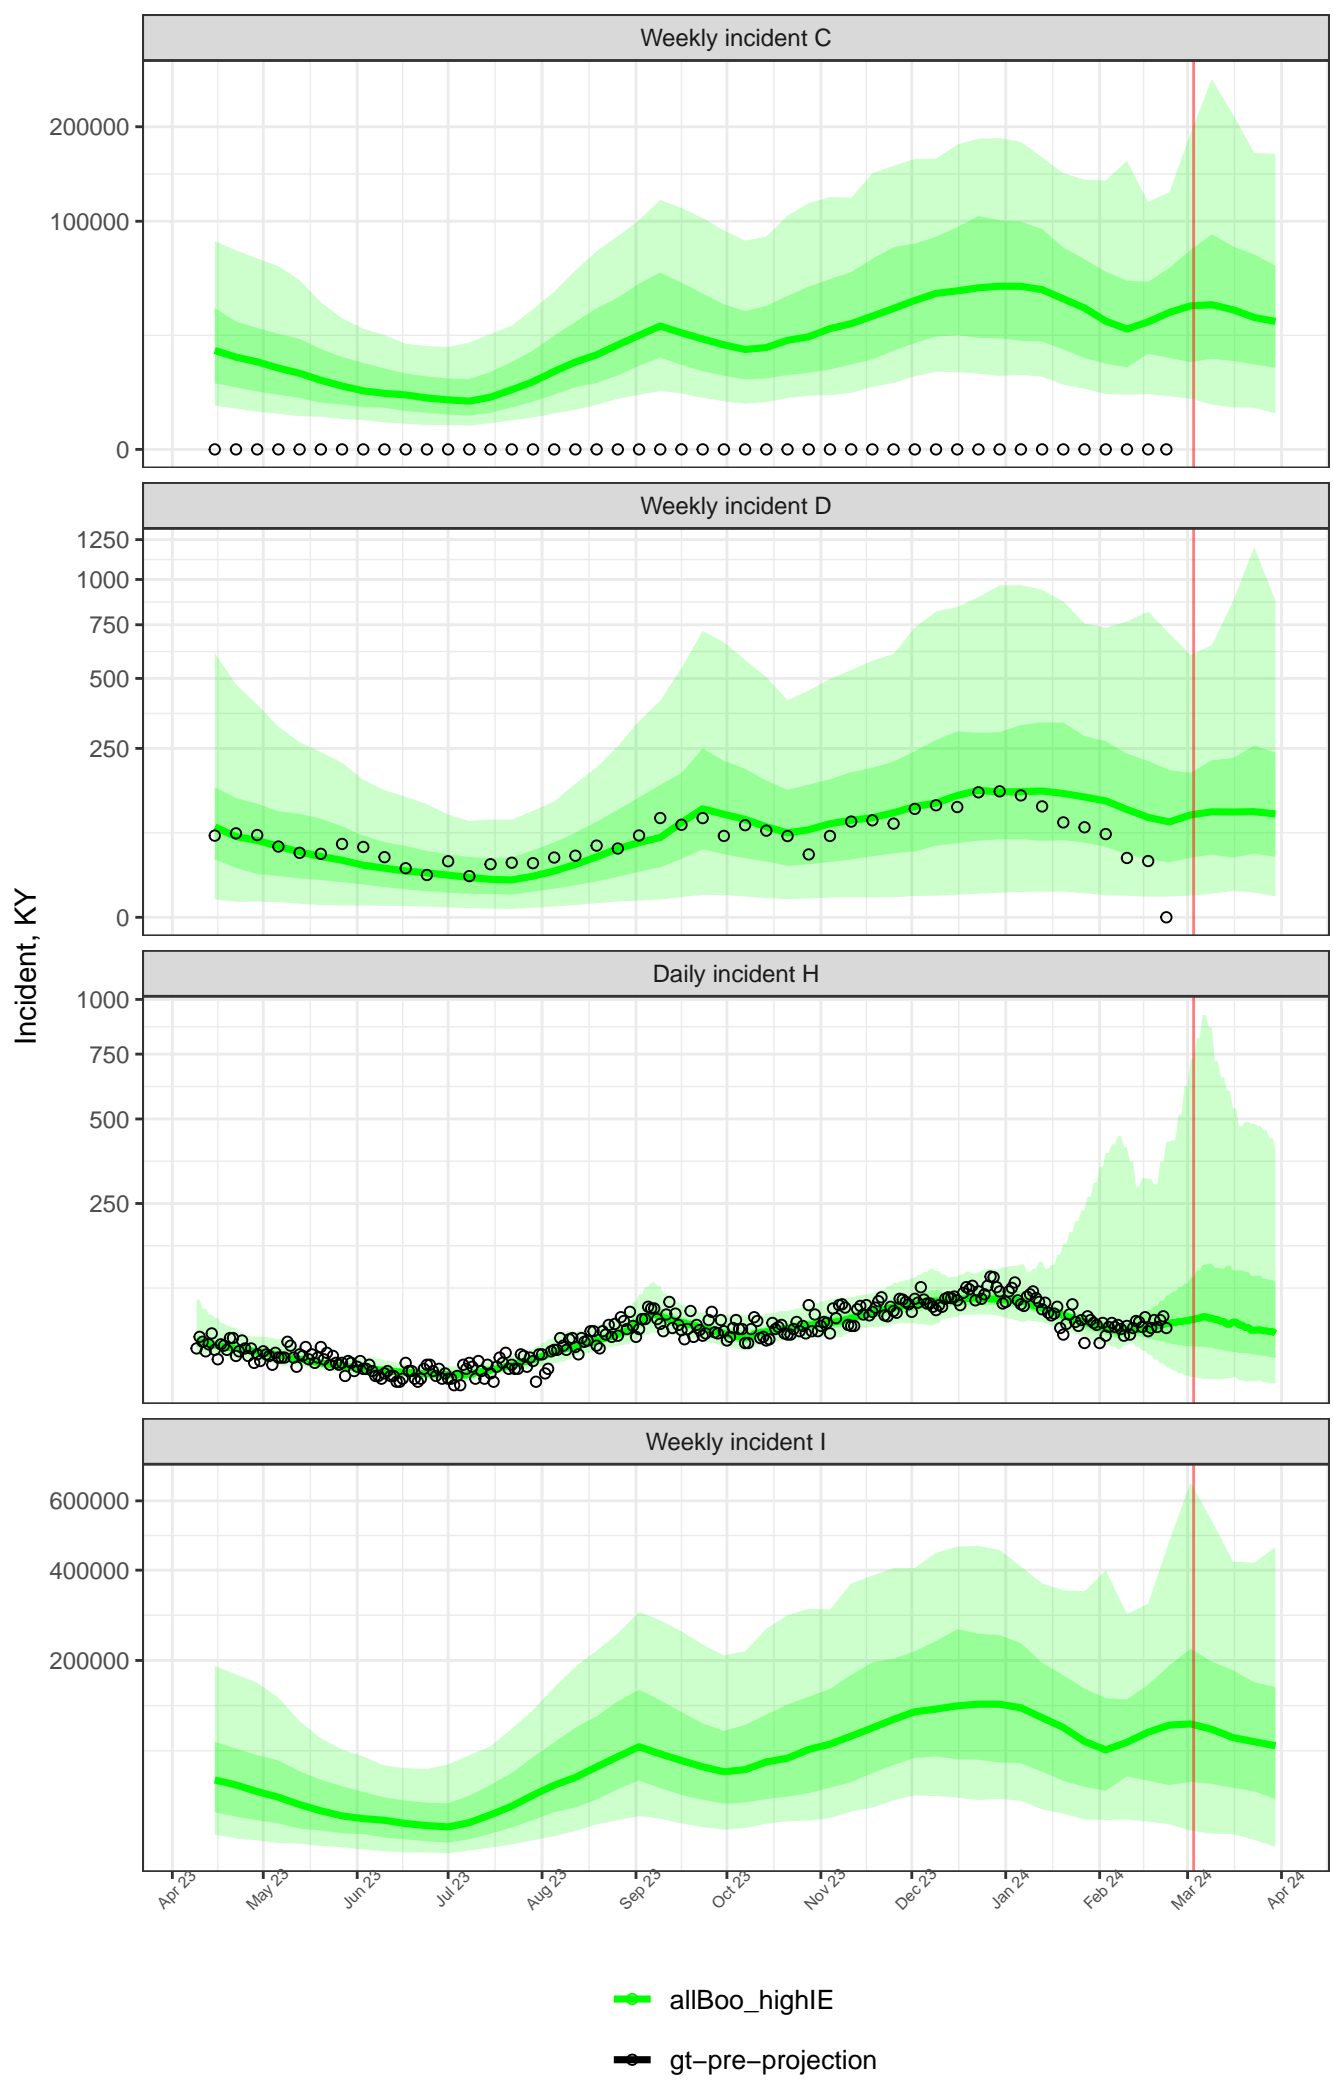 Weekly incident C
200000
100000
0
Weekly incident D
1250
1000
750
500
250
0
Incident, KY
Daily incident H
1000
750
500
250
Weekly incident I
600000
400000
200000
Apr 23
May 23
Jun 23
Jul 23
Aug 23
Sep 23
Oct 23
Nov 23
Dec 23
Jan 24
Feb 24
Mar 24
Apr 24
allBoo_highIE
gt−pre−projection